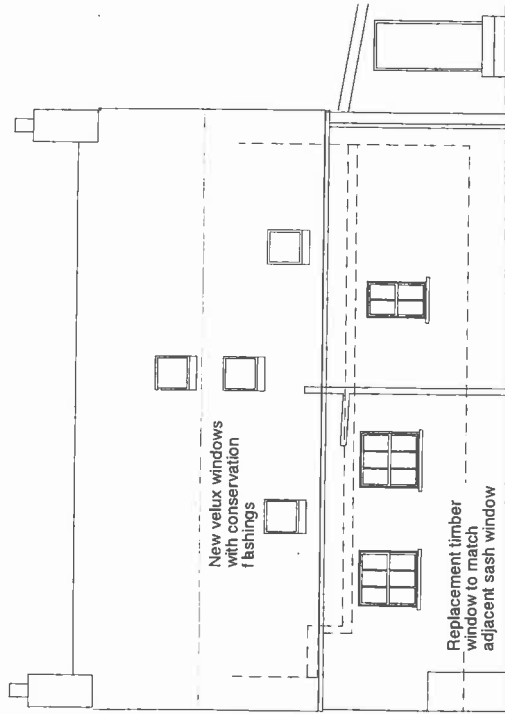 New velux windows
with conservation
flashings
Replacement timber
window to match
adjacent sash window